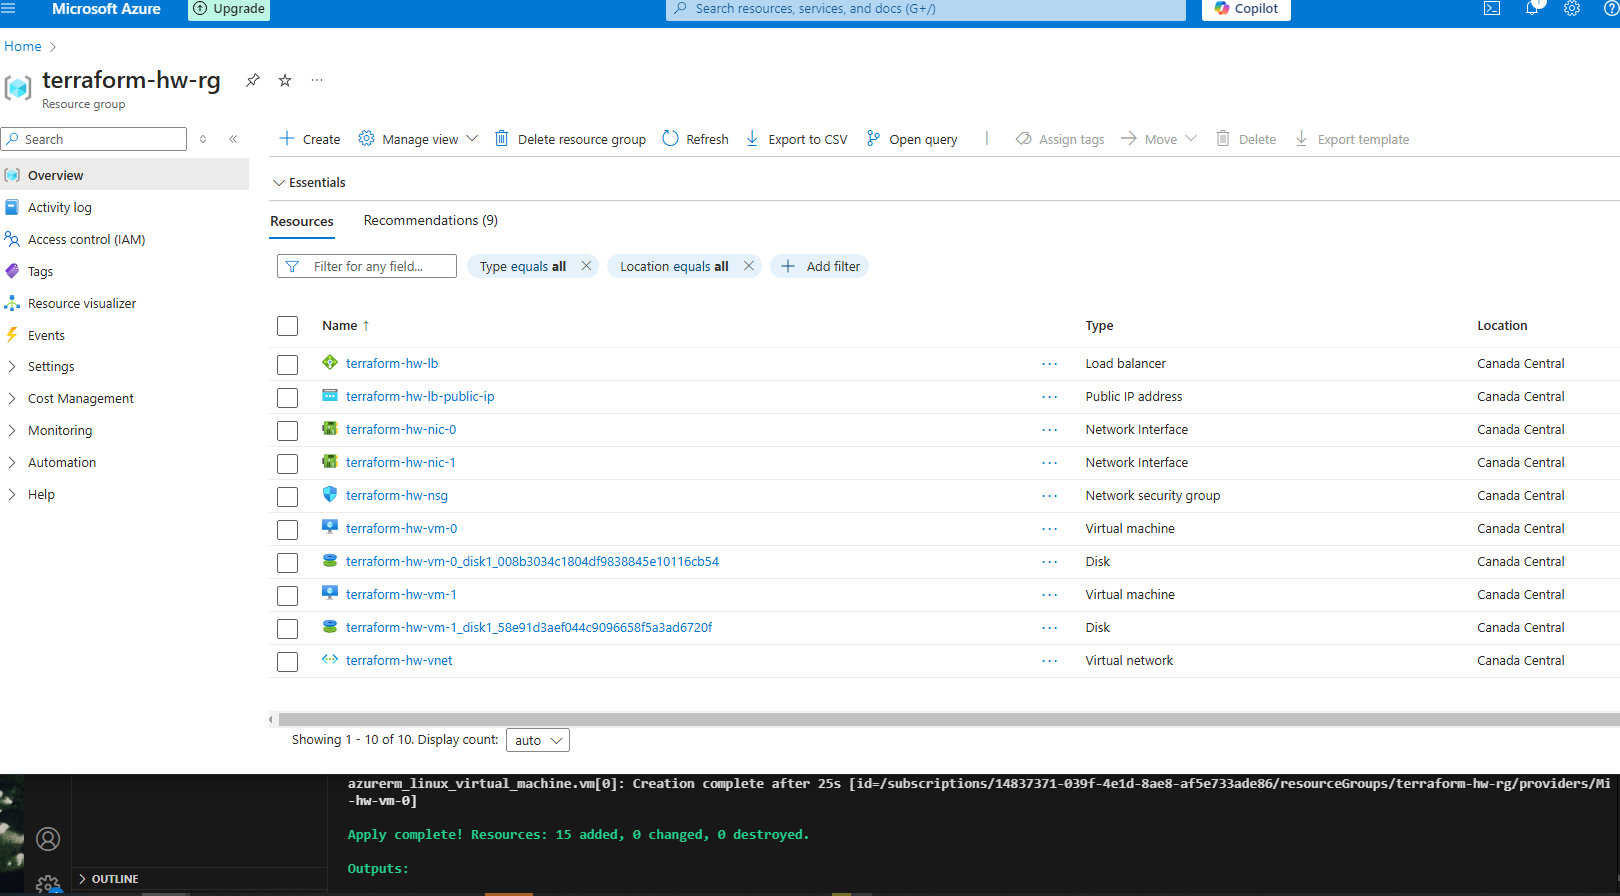 Microsoft Azure
Upgrade
Search resources, services, and docs (G+/)
Copilot
Home
terraform-hw-rg
Resource group
Search
Create
Manage view
Delete resource group
Refresh
Export to CSV
Open query
Assign tags
Move
Delete
Export template
Overview
Activity log
Access control (IAM)
Tags
Resource visualizer
Events
Settings
Cost Management
Monitoring
Automation
Help
Essentials
Resources
Recommendations (9)
Filter for any field...
Type equals all
Location equals all
Add filter
Name ↑ Type Location
terraform-hw-lb ... Load balancer Canada Central
terraform-hw-lb-public-ip ... Public IP address Canada Central
terraform-hw-nic-0 ... Network Interface Canada Central
terraform-hw-nic-1 ... Network Interface Canada Central
terraform-hw-nsg ... Network security group Canada Central
terraform-hw-vm-0 ... Virtual machine Canada Central
terraform-hw-vm-0_disk1_008b3034c1804df9838845e10116cb54 ... Disk Canada Central
terraform-hw-vm-1 ... Virtual machine Canada Central
terraform-hw-vm-1_disk1_58e91d3aef044c9096658f5a3ad6720f ... Disk Canada Central
terraform-hw-vnet ... Virtual network Canada Central
Showing 1 - 10 of 10. Display count: auto
azurerm_linux_virtual_machine.vm[0]: Creation complete after 25s [id=/subscriptions/14837371-039f-4e1d-8ae8-af5e733ade86/resourceGroups/terraform-hw-rg/providers/Mi
-hw-vm-0]
Apply complete! Resources: 15 added, 0 changed, 0 destroyed.
Outputs:
OUTLINE